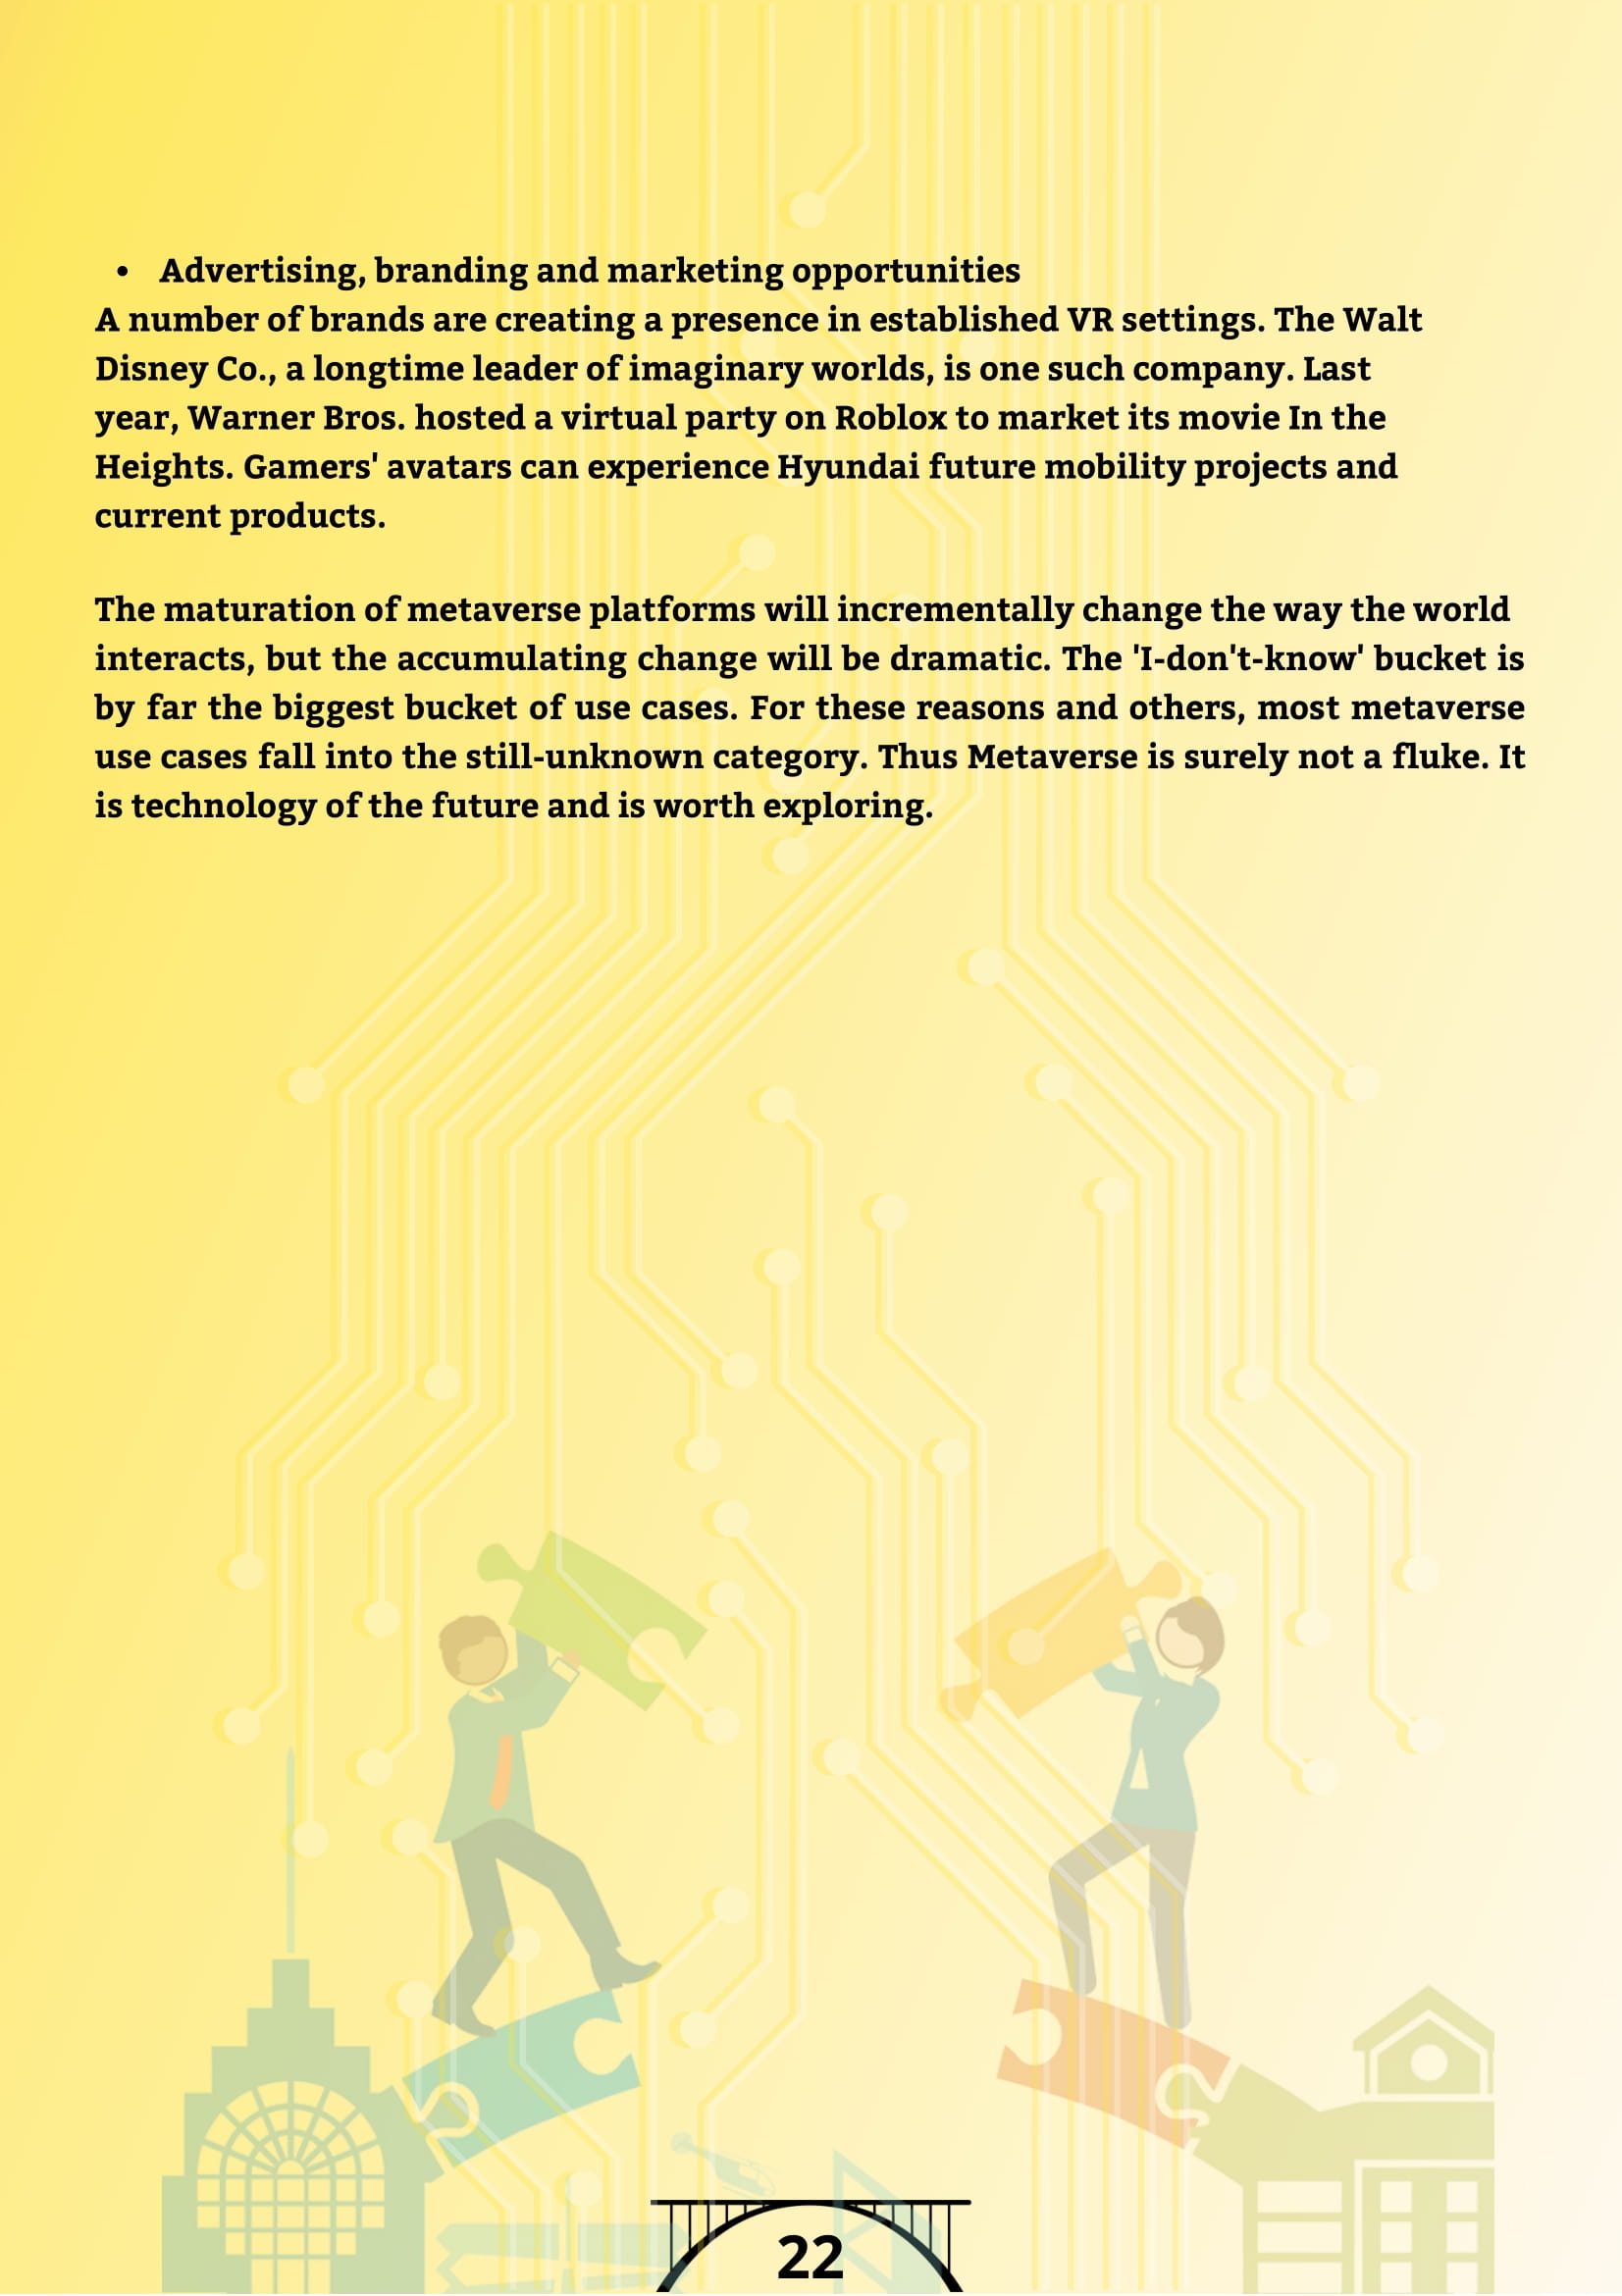 • Advertising, branding and marketing opportunities
A number of brands are creating a presence in established VR settings. The Walt
Disney Co., a longtime leader of imaginary worlds, is one such company. Last
year, Warner Bros. hosted a virtual party on Roblox to market its movie In the
Heights. Gamers' avatars can experience Hyundai future mobility projects and
current products.
The maturation of metaverse platforms will incrementally change the way the world
interacts, but the accumulating change will be dramatic. The 'I-don't-know' bucket is
by far the biggest bucket of use cases. For these reasons and others, most metaverse
use cases fall into the still-unknown category. Thus Metaverse is surely not a fluke. It
is technology of the future and is worth exploring.
22